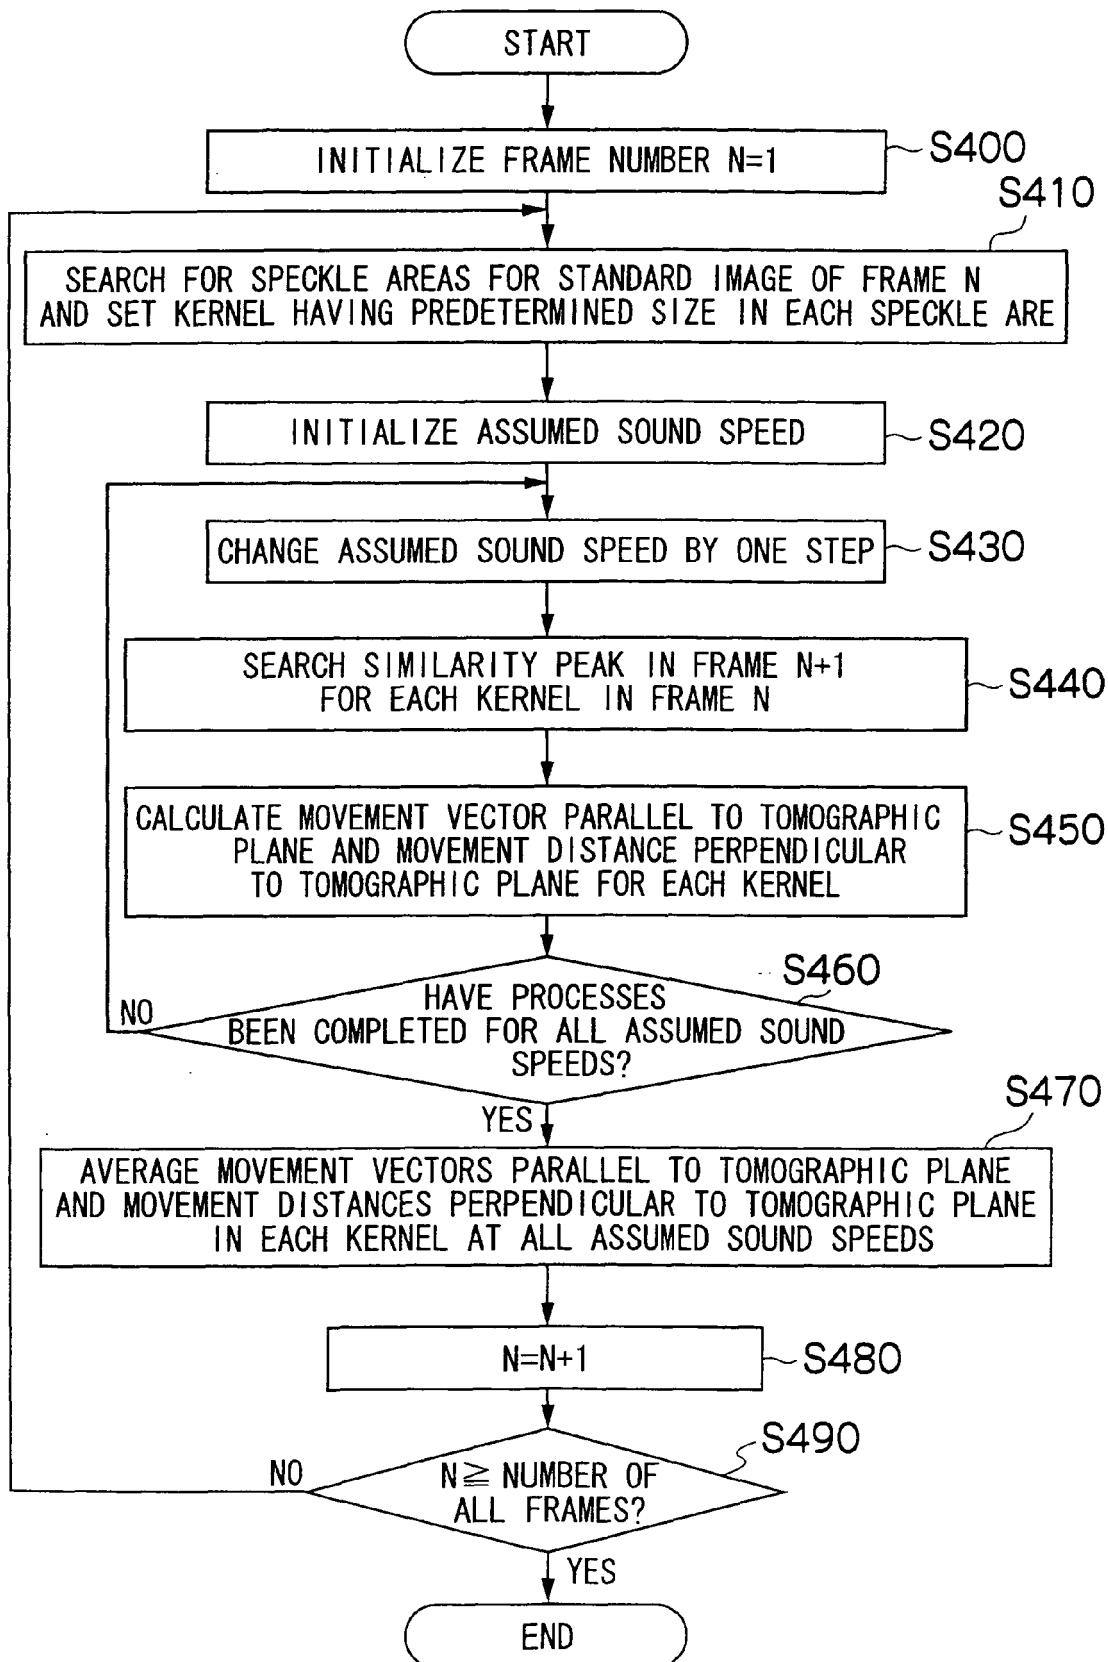 START
INITIALIZE FRAME NUMBER N=1
S400
S410
SEARCH FOR SPECKLE AREAS FOR STANDARD IMAGE OF FRAME N
AND SET KERNEL HAVING PREDETERMINED SIZE IN EACH SPECKLE ARE
INITIALIZE ASSUMED SOUND SPEED
S420
CHANGE ASSUMED SOUND SPEED BY ONE STEP
S430
SEARCH SIMILARITY PEAK IN FRAME N+1
FOR EACH KERNEL IN FRAME N
S440
CALCULATE MOVEMENT VECTOR PARALLEL TO TOMOGRAPHIC
PLANE AND MOVEMENT DISTANCE PERPENDICULAR
TO TOMOGRAPHIC PLANE FOR EACH KERNEL
S450
S460
HAVE PROCESSES
BEEN COMPLETED FOR ALL ASSUMED SOUND
SPEEDS?
NO
YES
S470
AVERAGE MOVEMENT VECTORS PARALLEL TO TOMOGRAPHIC PLANE
AND MOVEMENT DISTANCES PERPENDICULAR TO TOMOGRAPHIC PLANE
IN EACH KERNEL AT ALL ASSUMED SOUND SPEEDS
N=N+1
S480
S490
N≧NUMBER OF
ALL FRAMES?
NO
YES
END